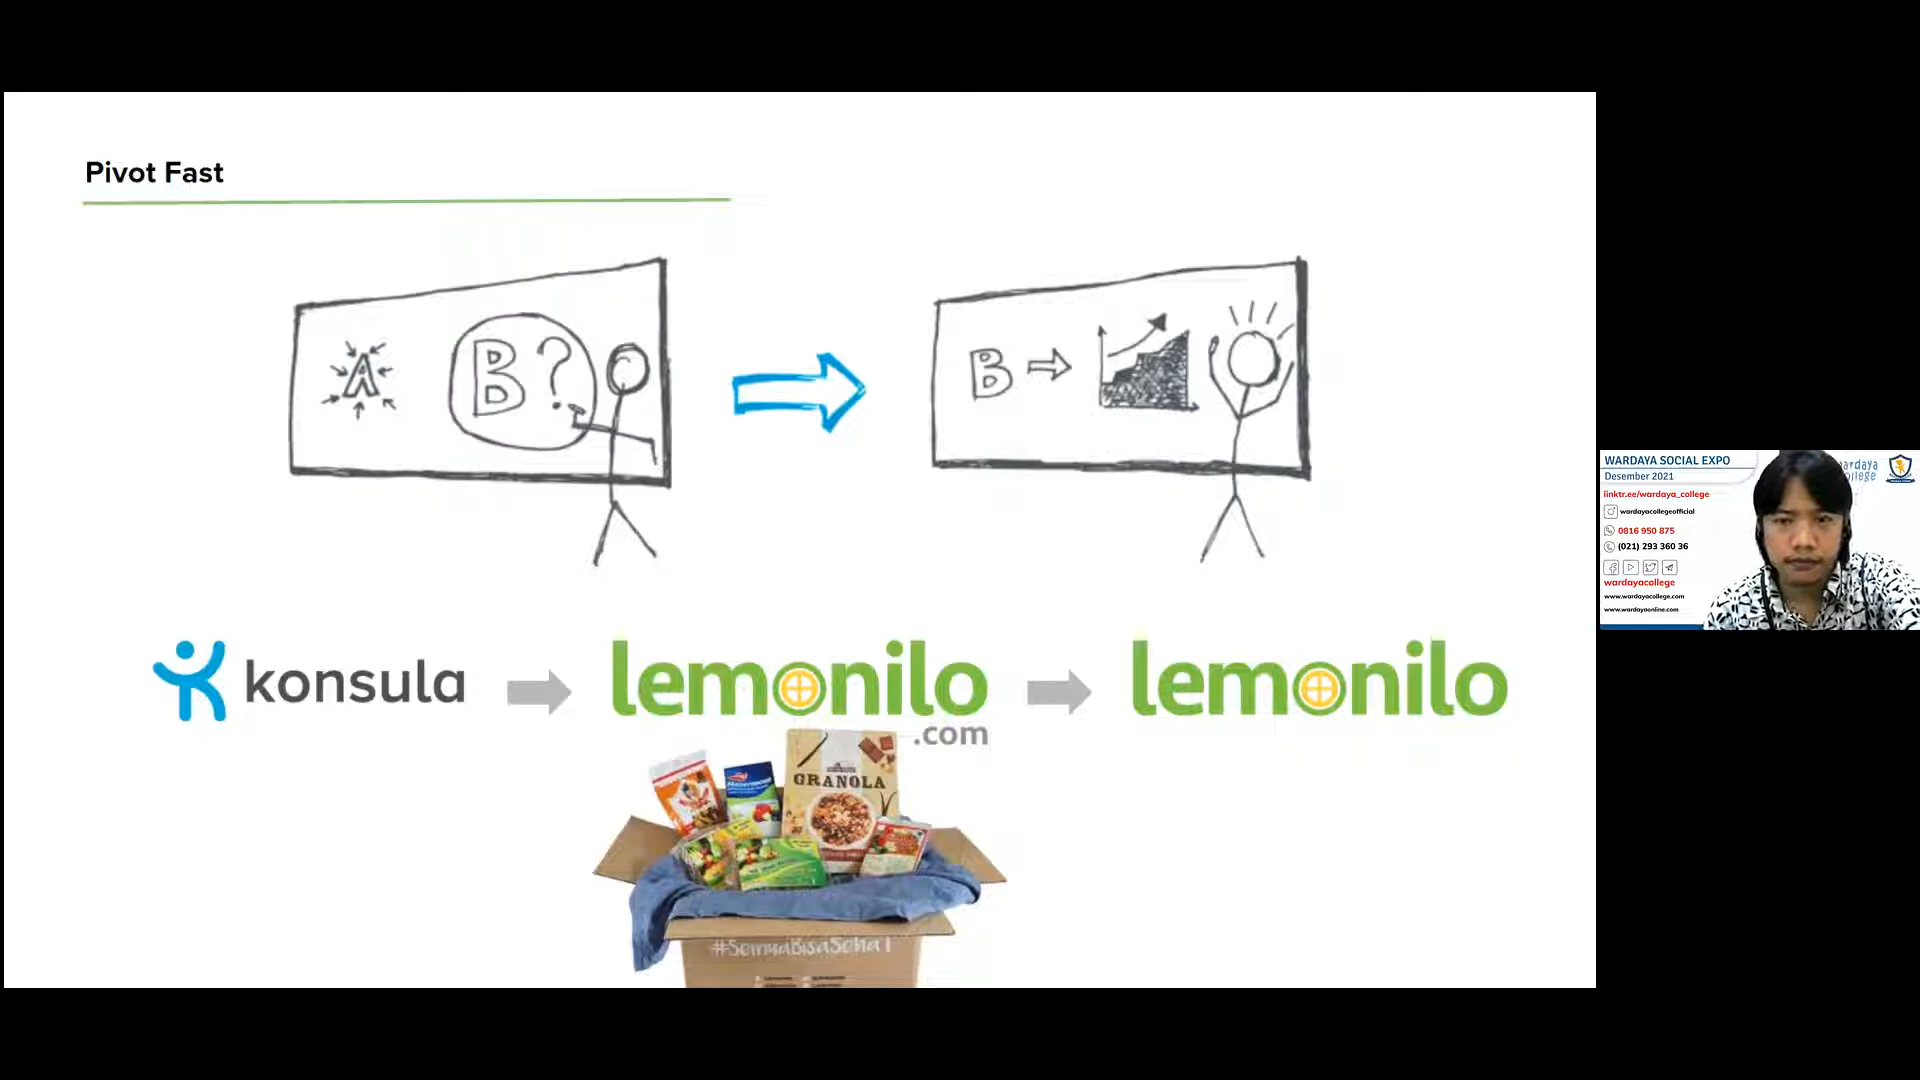 Pivot Fast
A
B?
B
konsula
lemonilo
.com
lemonilo
GRANOLA
#SemuaBisaSehaT
WARDAYA SOCIAL EXPO
Desember 2021
linktr.ee/wardaya_college
wardayacollegeofficial
0816 950 875
(021) 293 360 36
wardayacollege
www.wardayacollege.com
www.wardayaonline.com